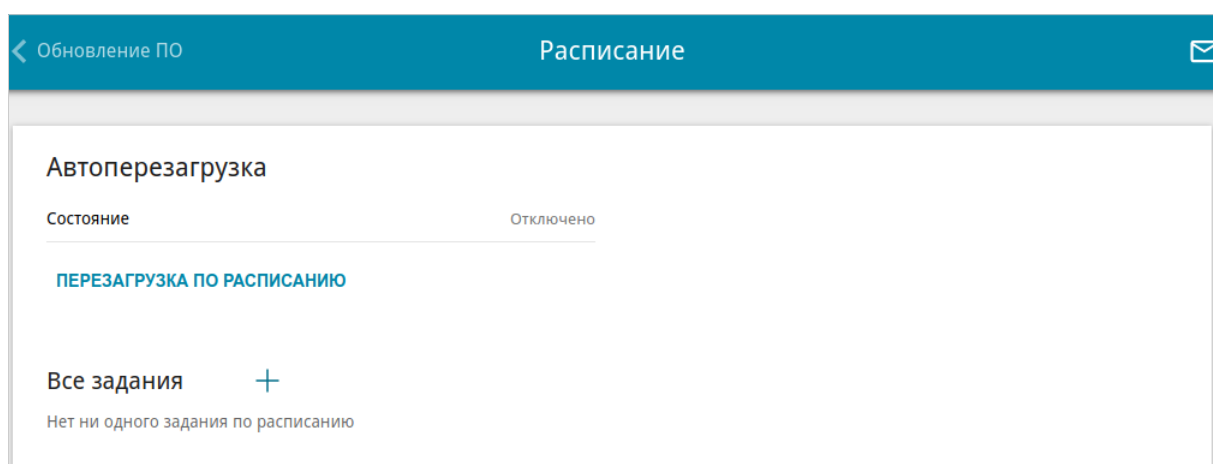 Обновление ПО
Расписание
Автоперезагрузка
Состояние Отключено
ПЕРЕЗАГРУЗКА ПО РАСПИСАНИЮ
Все задания
Нет ни одного задания по расписанию